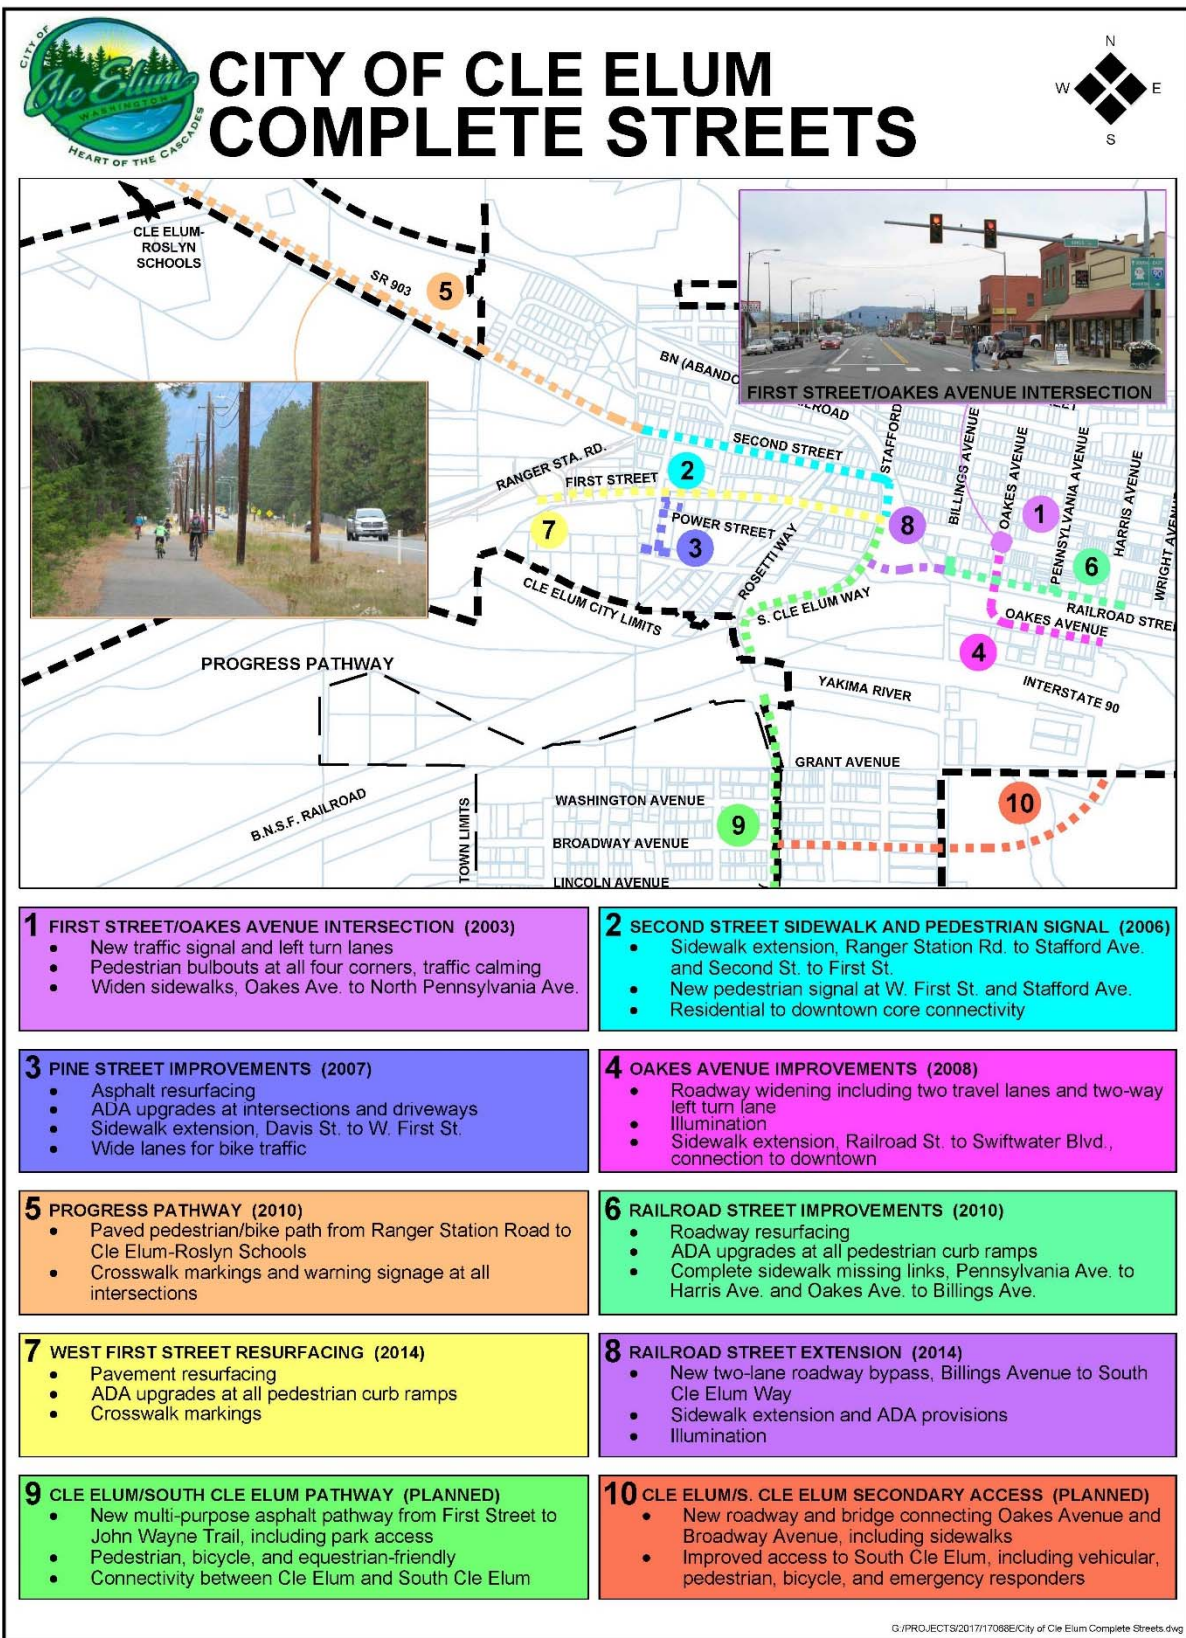 CITY OF
Cle Elum
WASHINGTON
HEART OF THE CASCADES
CITY OF CLE ELUM
COMPLETE STREETS
N
W E
S
CLE ELUM-
ROSLYN
SCHOOLS
SR 903
5
BN (ABANDO
ILROAD
FIRST STREET/OAKES AVENUE INTERSECTION
SECOND STREET
STAFFORD
BILLINGS AVENUE
OAKES AVENUE
PENNSYLVANIA AVENUE
HARRIS AVENUE
WRIGHT AVENUE
RANGER STA. RD.
FIRST STREET
2
7
POWER STREET
3
ROSETTI WAY
8
1
6
CLE ELUM CITY LIMITS
S. CLE ELUM WAY
RAILROAD STREE
OAKES AVENUE
4
PROGRESS PATHWAY
YAKIMA RIVER
INTERSTATE 90
GRANT AVENUE
B.N.S.F. RAILROAD
TOWN LIMITS
WASHINGTON AVENUE
BROADWAY AVENUE
LINCOLN AVENUE
9
10
1 FIRST STREET/OAKES AVENUE INTERSECTION (2003)
• New traffic signal and left turn lanes
• Pedestrian bulbouts at all four corners, traffic calming
• Widen sidewalks, Oakes Ave. to North Pennsylvania Ave.
2 SECOND STREET SIDEWALK AND PEDESTRIAN SIGNAL (2006)
• Sidewalk extension, Ranger Station Rd. to Stafford Ave.
and Second St. to First St.
• New pedestrian signal at W. First St. and Stafford Ave.
• Residential to downtown core connectivity
3 PINE STREET IMPROVEMENTS (2007)
• Asphalt resurfacing
• ADA upgrades at intersections and driveways
• Sidewalk extension, Davis St. to W. First St.
• Wide lanes for bike traffic
4 OAKES AVENUE IMPROVEMENTS (2008)
• Roadway widening including two travel lanes and two-way
left turn lane
• Illumination
• Sidewalk extension, Railroad St. to Swiftwater Blvd.,
connection to downtown
5 PROGRESS PATHWAY (2010)
• Paved pedestrian/bike path from Ranger Station Road to
Cle Elum-Roslyn Schools
• Crosswalk markings and warning signage at all
intersections
6 RAILROAD STREET IMPROVEMENTS (2010)
• Roadway resurfacing
• ADA upgrades at all pedestrian curb ramps
• Complete sidewalk missing links, Pennsylvania Ave. to
Harris Ave. and Oakes Ave. to Billings Ave.
7 WEST FIRST STREET RESURFACING (2014)
• Pavement resurfacing
• ADA upgrades at all pedestrian curb ramps
• Crosswalk markings
8 RAILROAD STREET EXTENSION (2014)
• New two-lane roadway bypass, Billings Avenue to South
Cle Elum Way
• Sidewalk extension and ADA provisions
• Illumination
9 CLE ELUM/SOUTH CLE ELUM PATHWAY (PLANNED)
• New multi-purpose asphalt pathway from First Street to
John Wayne Trail, including park access
• Pedestrian, bicycle, and equestrian-friendly
• Connectivity between Cle Elum and South Cle Elum
10 CLE ELUM/S. CLE ELUM SECONDARY ACCESS (PLANNED)
• New roadway and bridge connecting Oakes Avenue and
Broadway Avenue, including sidewalks
• Improved access to South Cle Elum, including vehicular,
pedestrian, bicycle, and emergency responders
G:/PROJECTS/2017/17068E/City of Cle Elum Complete Streets.dwg